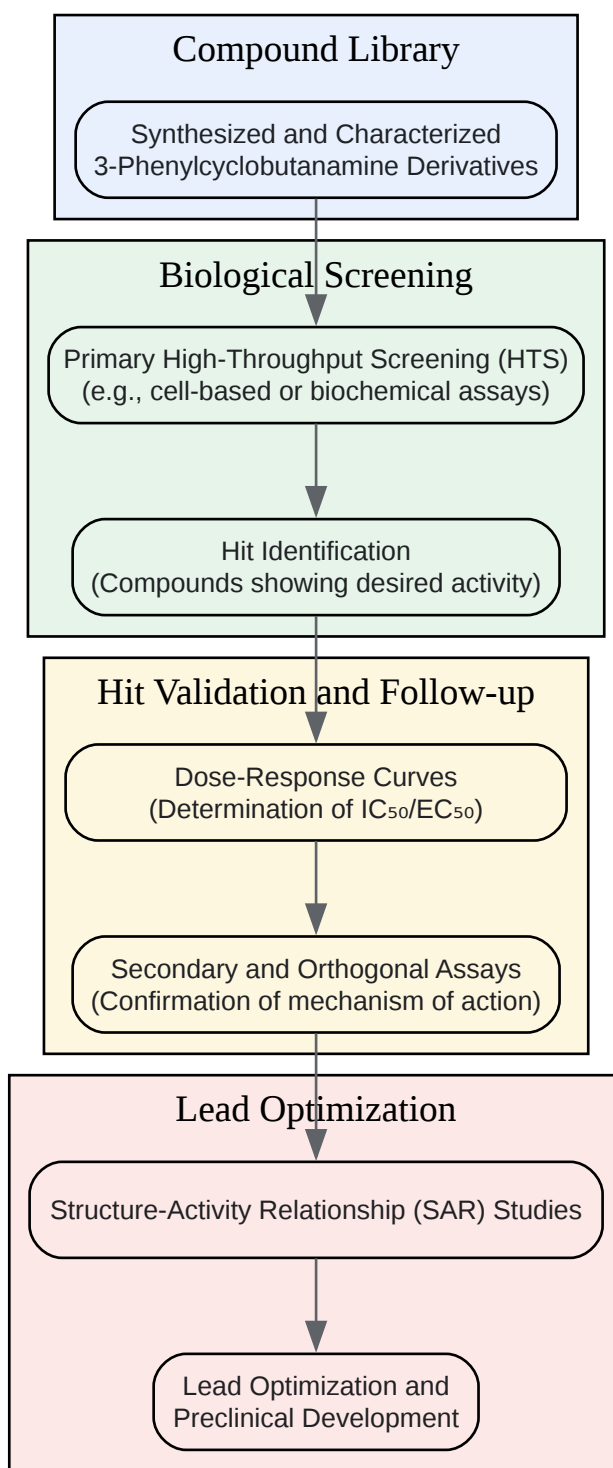 Compound Library
Synthesized and Characterized
3-Phenylcyclobutanamine Derivatives
Biological Screening
Primary High-Throughput Screening (HTS)
(e.g., cell-based or biochemical assays)
Hit Identification
(Compounds showing desired activity)
Hit Validation and Follow-up
Dose-Response Curves
(Determination of IC₅₀/EC₅₀)
Secondary and Orthogonal Assays
(Confirmation of mechanism of action)
Lead Optimization
Structure-Activity Relationship (SAR) Studies
Lead Optimization and
Preclinical Development